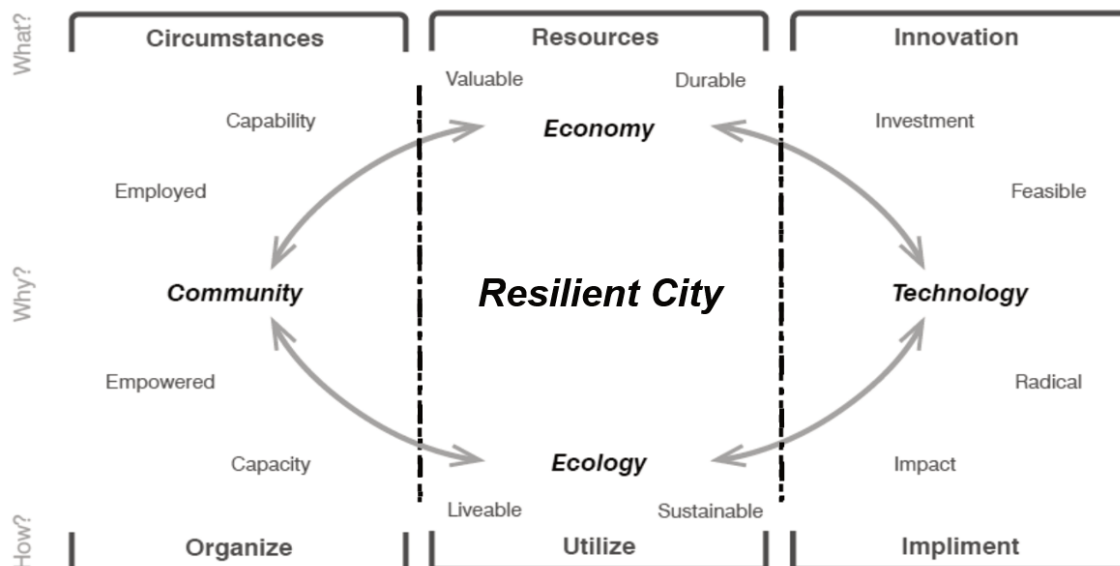 What?
Circumstances
Resources
Innovation
Valuable
Durable
Capability
Economy
Investment
Employed
Feasible
Why?
Community
Resilient City
Technology
Empowered
Radical
Capacity
Ecology
Impact
Liveable
Sustainable
How?
Organize
Utilize
Impliment